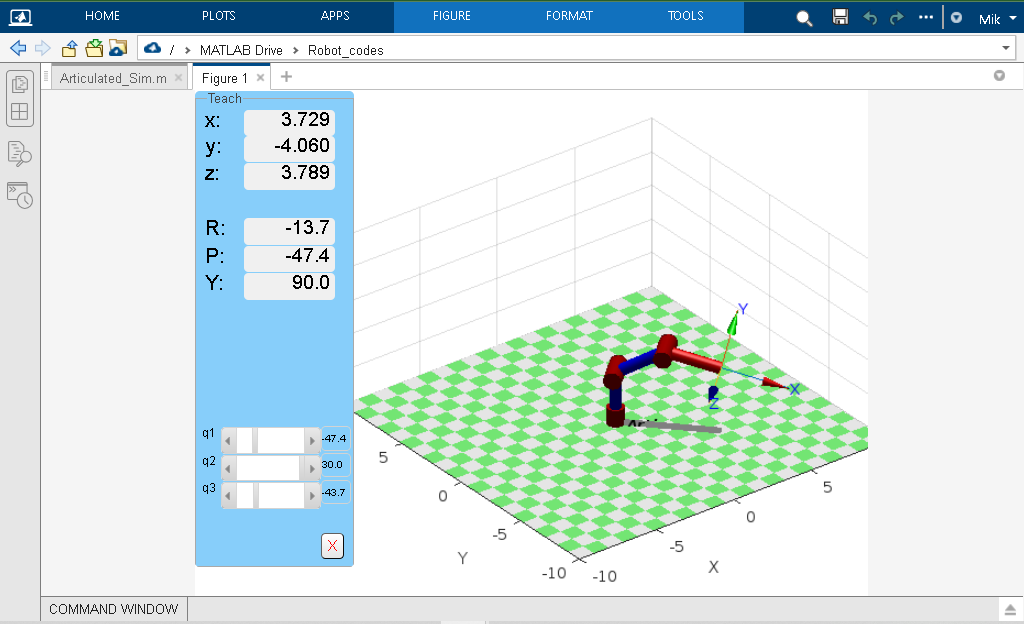 HOME PLOTS APPS FIGURE FORMAT TOOLS Mik
/ › MATLAB Drive › Robot_codes
Articulated_Sim.m × Figure 1 × +
Teach
x: 3.729
y: -4.060
z: 3.789
R: -13.7
P: -47.4
Y: 90.0
q1 -47.4
q2 30.0
q3 -43.7
X
Y
X
Z
5
0
-5
-10
Y
-10
-5
0
5
X
COMMAND WINDOW